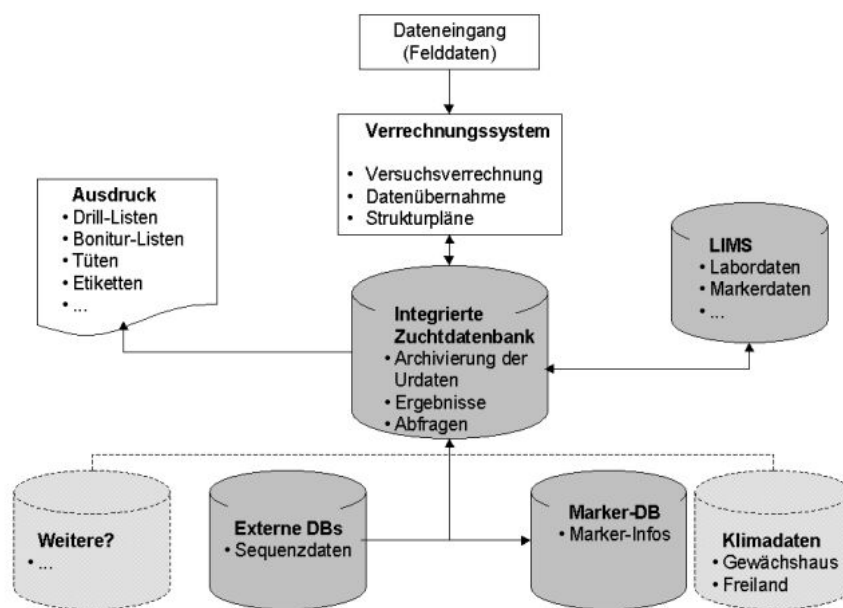 Dateneingang
(Felddaten)
Verrechnungssystem
• Versuchsverrechnung
• Datenübernahme
• Strukturpläne
Ausdruck
• Drill-Listen
• Bonitur-Listen
• Tüten
• Etiketten
• ...
LIMS
• Labordaten
• Markerdaten
• ...
Integrierte
Zuchtdatenbank
• Archivierung der
Urdaten
• Ergebnisse
• Abfragen
Weitere?
• ...
Externe DBs
• Sequenzdaten
Marker-DB
• Marker-Infos
Klimadaten
• Gewächshaus
• Freiland